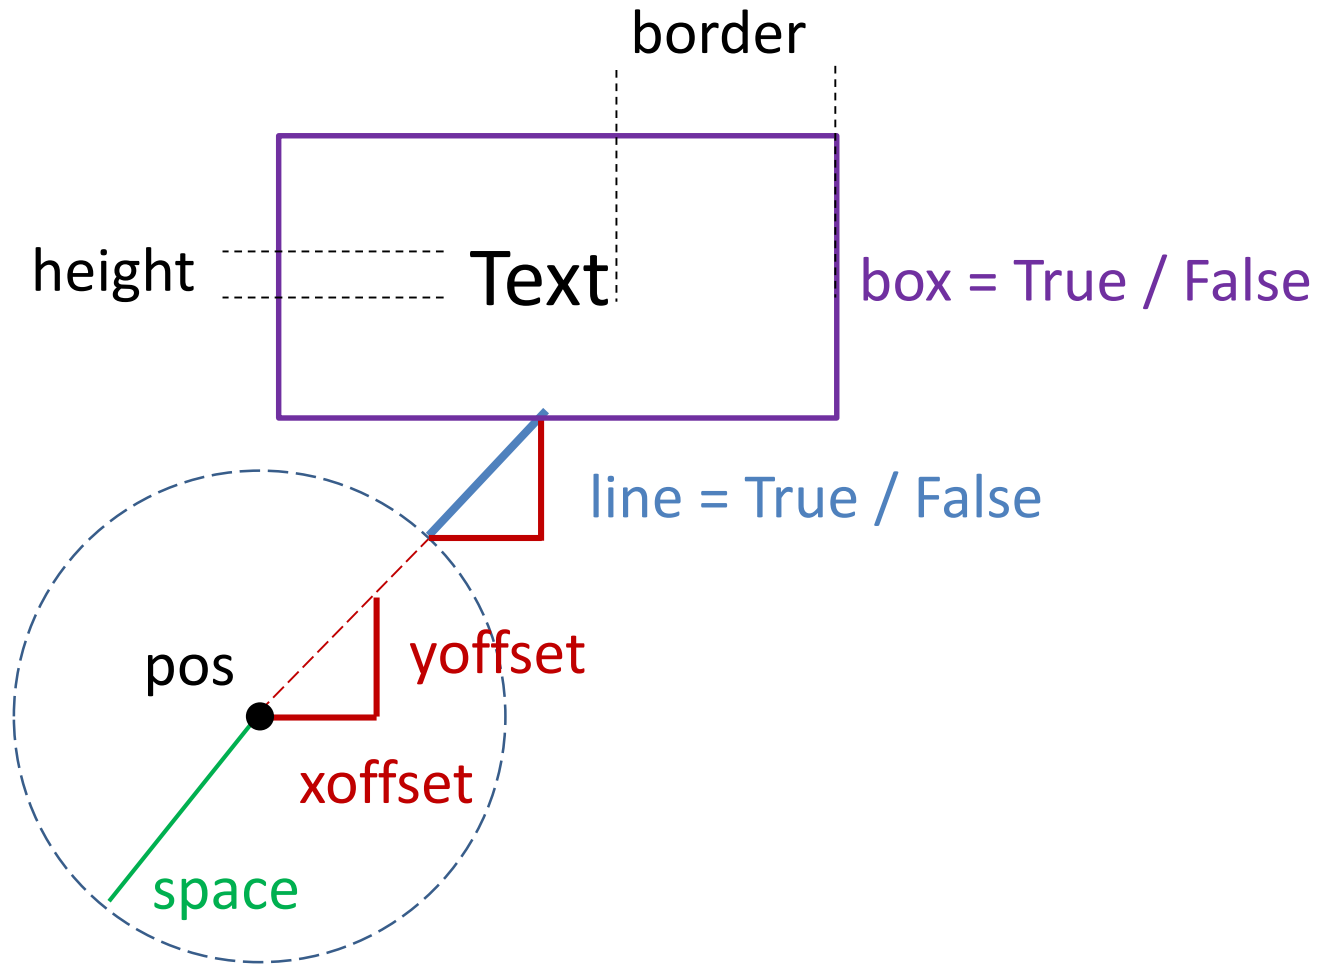 border
height
Text
box = True / False
line = True / False
yoffset
pos
xoffset
space